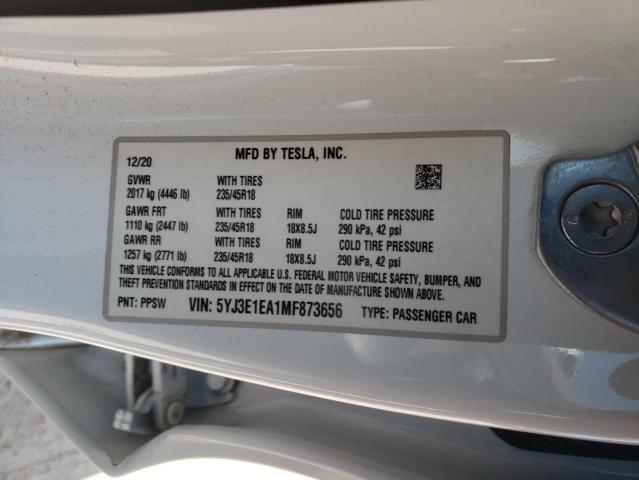 12/20 MFD BY TESLA, INC.
GVWR WITH TIRES
2017 kg (4446 lb) 235/45R18
GAWR FRT WITH TIRES RIM COLD TIRE PRESSURE
1110 kg (2447 lb) 235/45R18 18X8.5J 290 kPa, 42 psi
GAWR RR WITH TIRES RIM COLD TIRE PRESSURE
1257 kg (2771 lb) 235/45R18 18X8.5J 290 kPa, 42 psi
THIS VEHICLE CONFORMS TO ALL APPLICABLE U.S. FEDERAL MOTOR VEHICLE SAFETY, BUMPER, AND
THEFT PREVENTION STANDARDS IN EFFECT ON THE DATE OF MANUFACTURE SHOWN ABOVE.
PNT: PPSW VIN: 5YJ3E1EA1MF873656 TYPE: PASSENGER CAR